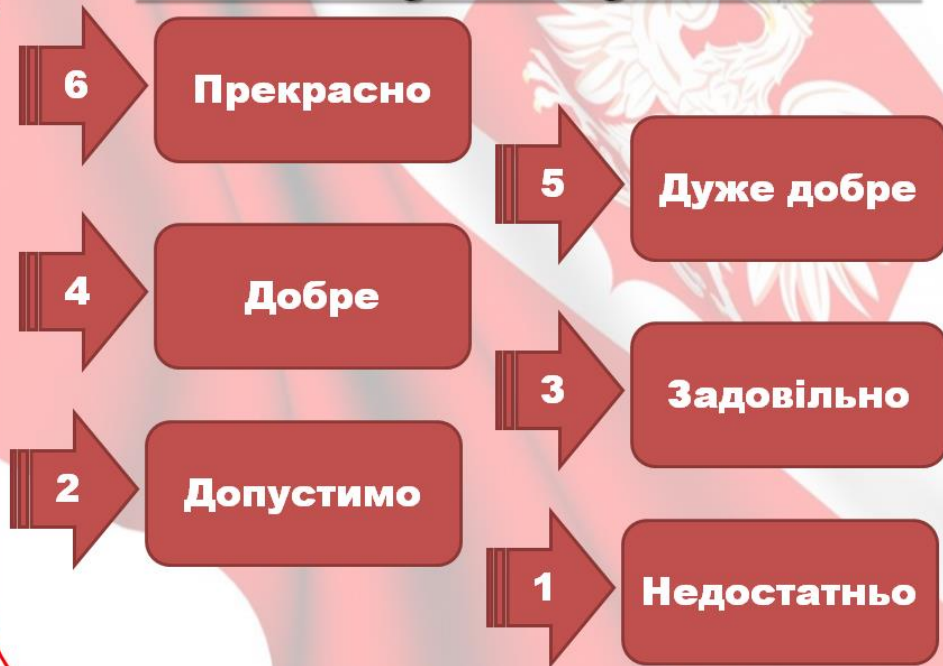 6
Прекрасно
5
Дуже добре
4
Добре
3
Задовільно
2
Допустимо
1
Недостатньо